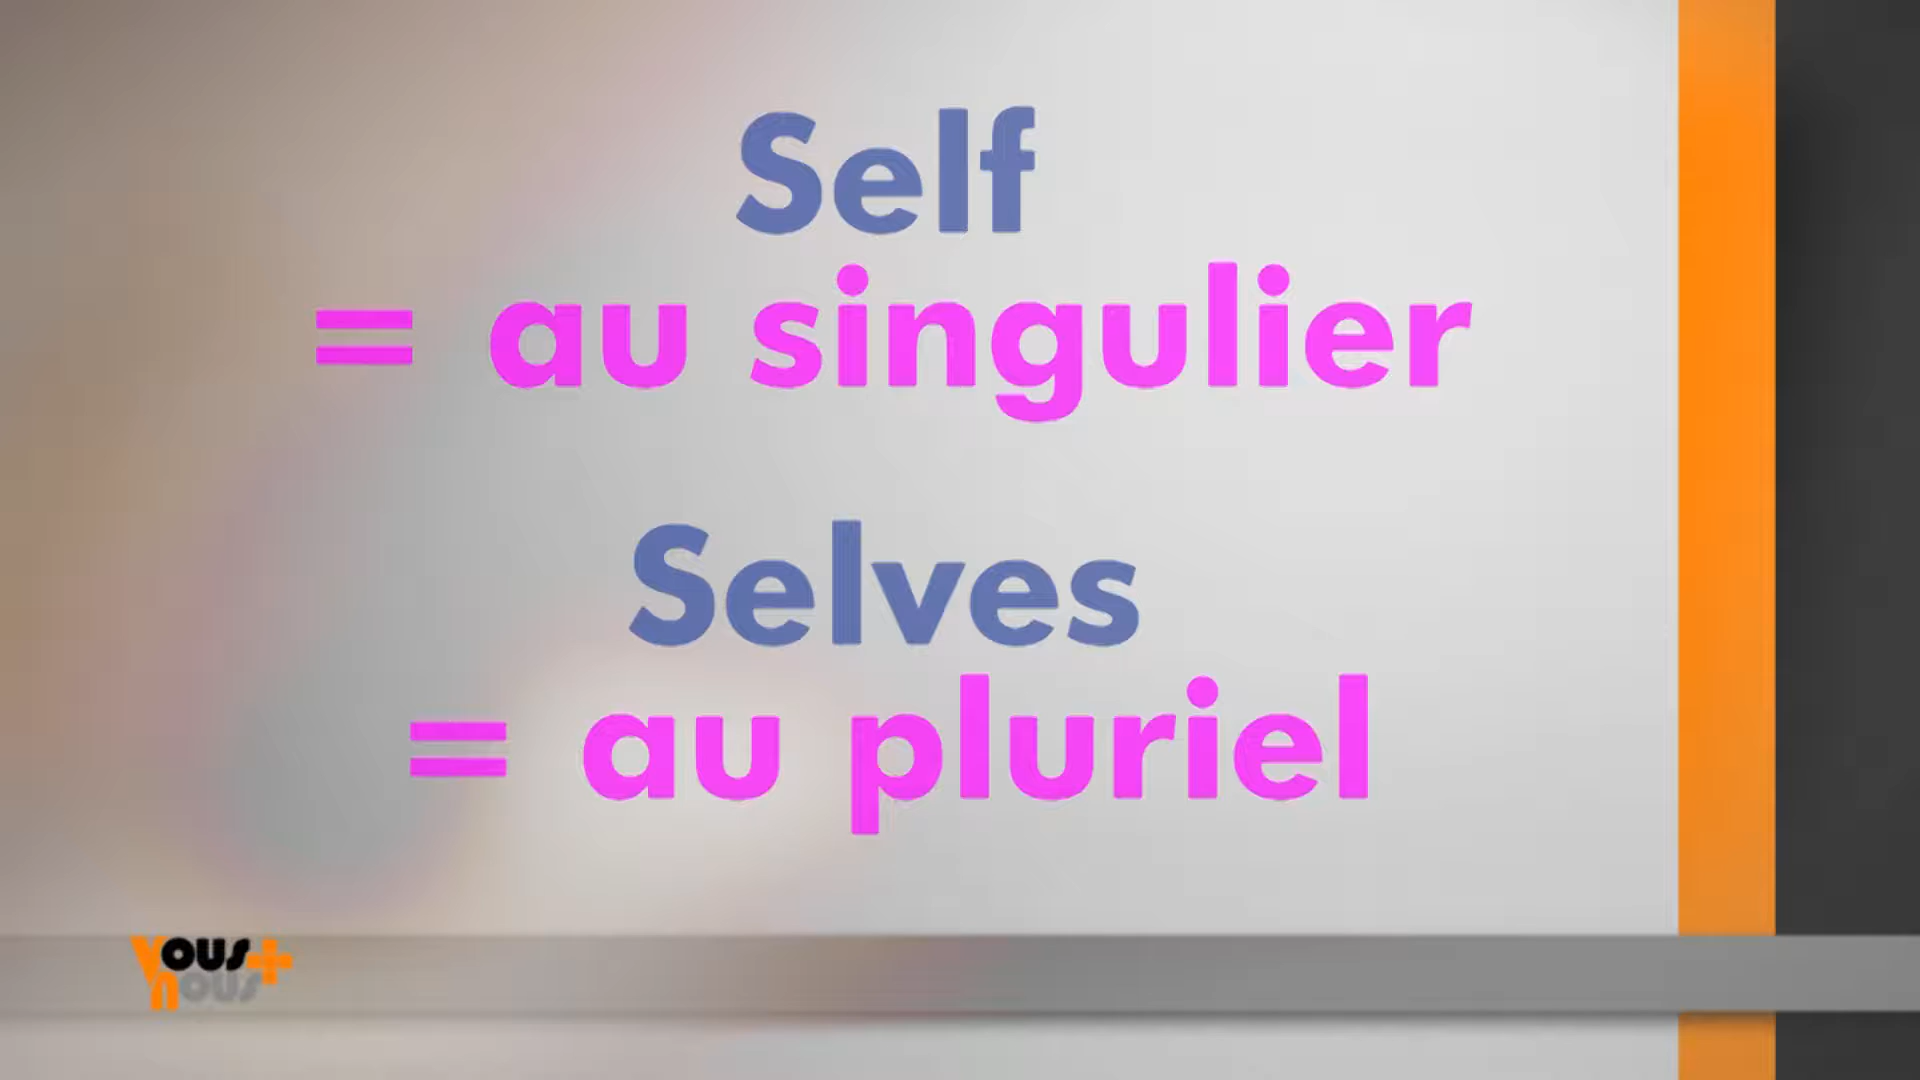 Self
= au singulier
Selves
= au pluriel
Vous+
nous